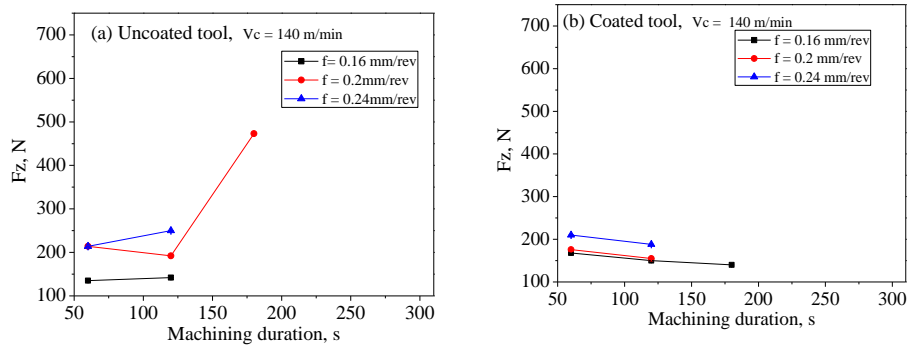 (a) Uncoated tool, Vc = 140 m/min
f= 0.16 mm/rev
f = 0.2mm/rev
f = 0.24mm/rev
700
600
500
400
300
200
100
Fz, N
50 100 150 200 250 300
Machining duration, s
(b) Coated tool, Vc = 140 m/min
f = 0.16 mm/rev
f = 0.2 mm/rev
f = 0.24 mm/rev
700
600
500
400
300
200
100
Fz, N
50 100 150 200 250 300
Machining duration, s